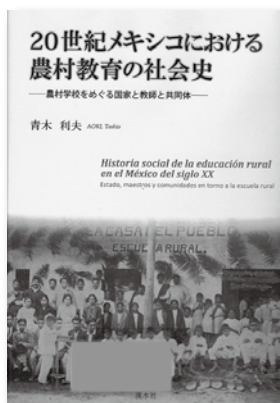 20世紀メキシコにおける
農村教育の社会史
──農村学校をめぐる国家と教師と共同体──
青木 利夫 AOKI, Toshio
Historia social de la educación rural
en el México del siglo XX
Estado, maestros y comunidades en torno a la escuela rural
LA CASA DEL PUEBLO
ESCUELA RURAL.
溪水社